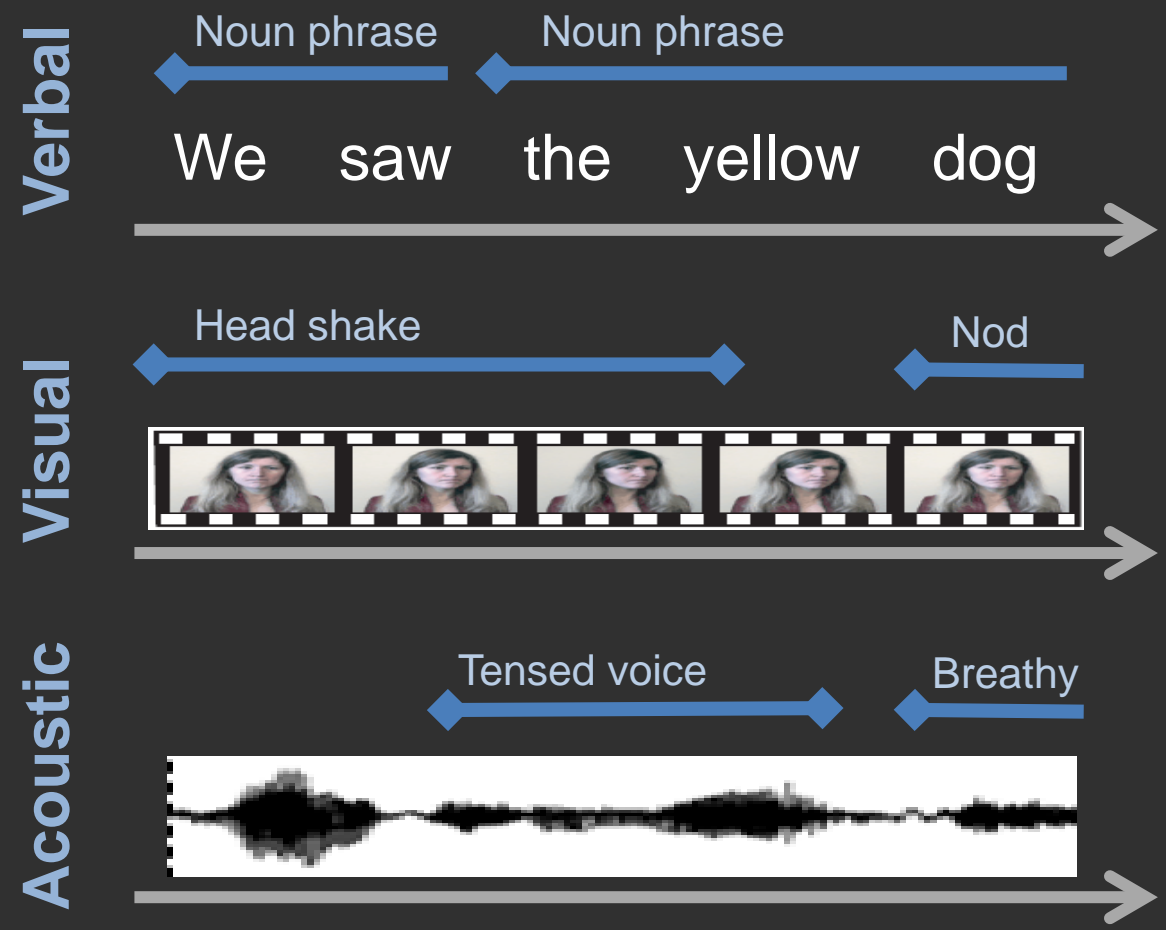 Verbal
Noun phrase Noun phrase
We saw the yellow dog
Visual
Head shake Nod
Acoustic
Tensed voice Breathy